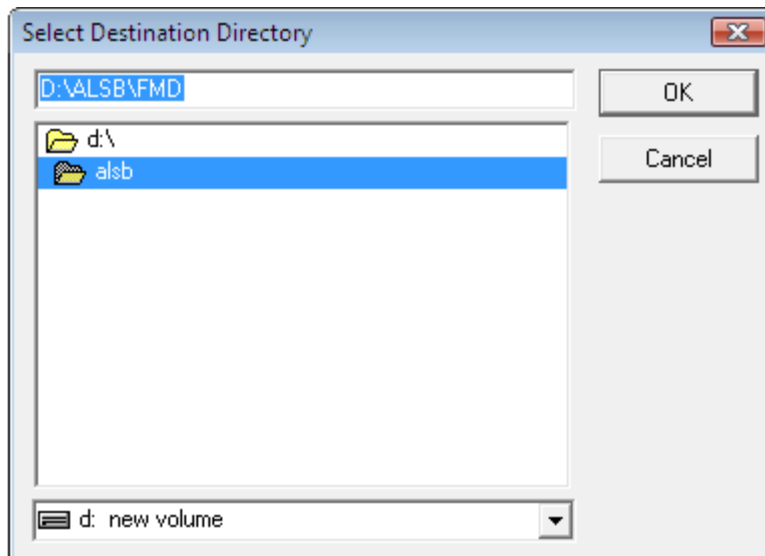 Select Destination Directory
D:\ALSB\FMD
OK
d:\
Cancel
alsb
d: new volume